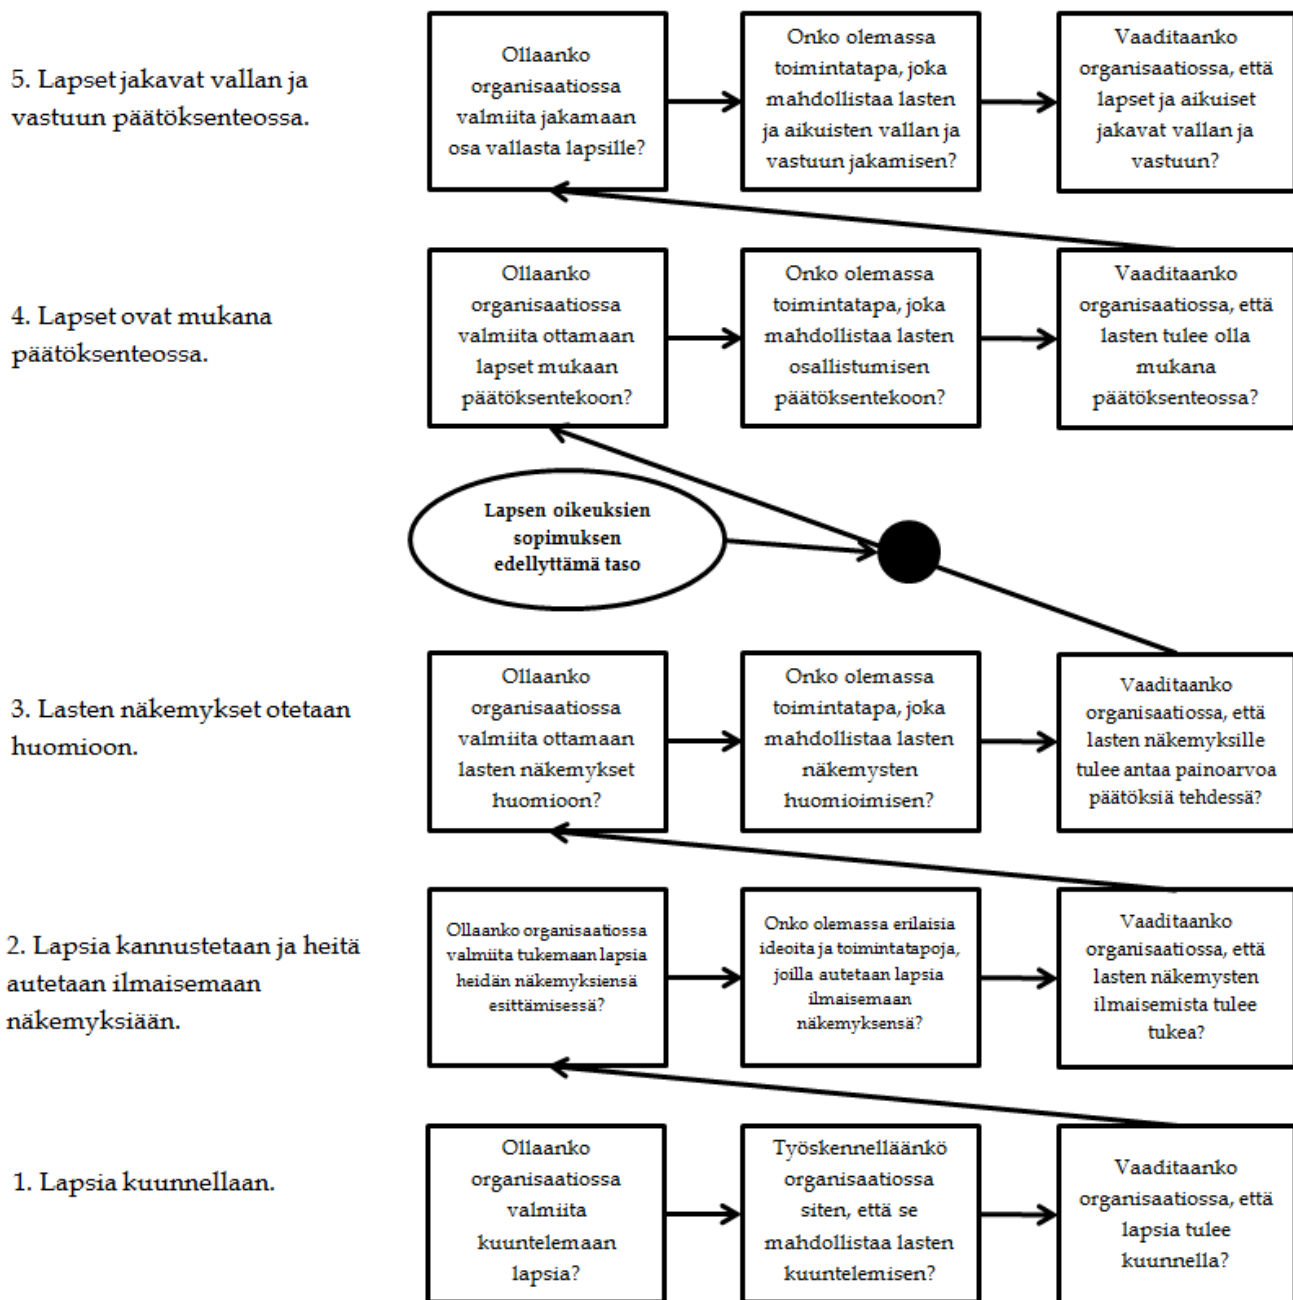 5. Lapset jakavat vallan ja
vastuun päätöksenteossa.
Ollaanko
organisaatiossa
valmiita jakamaan
osa vallasta lapsille?
Onko olemassa
toimintatapa, joka
mahdollistaa lasten
ja aikuisten vallan ja
vastuun jakamisen?
Vaaditaanko
organisaatiossa, että
lapset ja aikuiset
jakavat vallan ja
vastuun?
4. Lapset ovat mukana
päätöksenteossa.
Ollaanko
organisaatiossa
valmiita ottamaan
lapset mukaan
päätöksentekoon?
Onko olemassa
toimintatapa, joka
mahdollistaa lasten
osallistumisen
päätöksentekoon?
Vaaditaanko
organisaatiossa, että
lasten tulee olla
mukana
päätöksenteossa?
Lapsen oikeuksien
sopimuksen
edellyttämä taso
3. Lasten näkemykset otetaan
huomioon.
Ollaanko
organisaatiossa
valmiita ottamaan
lasten näkemykset
huomioon?
Onko olemassa
toimintatapa, joka
mahdollistaa lasten
näkemysten
huomioimisen?
Vaaditaanko
organisaatiossa, että
lasten näkemyksille
tulee antaa painoarvoa
päätöksiä tehdessä?
2. Lapsia kannustetaan ja heitä
autetaan ilmaisemaan
näkemyksiään.
Ollaanko organisaatiossa
valmiita tukemaan lapsia
heidän näkemyksiensä
esittämisessä?
Onko olemassa erilaisia
ideoita ja toimintatapoja,
joilla autetaan lapsia
ilmaisemaan
näkemyksensä?
Vaaditaanko
organisaatiossa, että
lasten näkemysten
ilmaisemista tulee
tukea?
1. Lapsia kuunnellaan.
Ollaanko
organisaatiossa
valmiita
kuuntelemaan
lapsia?
Työskennelläänkö
organisaatiossa
siten, että se
mahdollistaa lasten
kuuntelemisen?
Vaaditaanko
organisaatiossa, että
lapsia tulee
kuunnella?